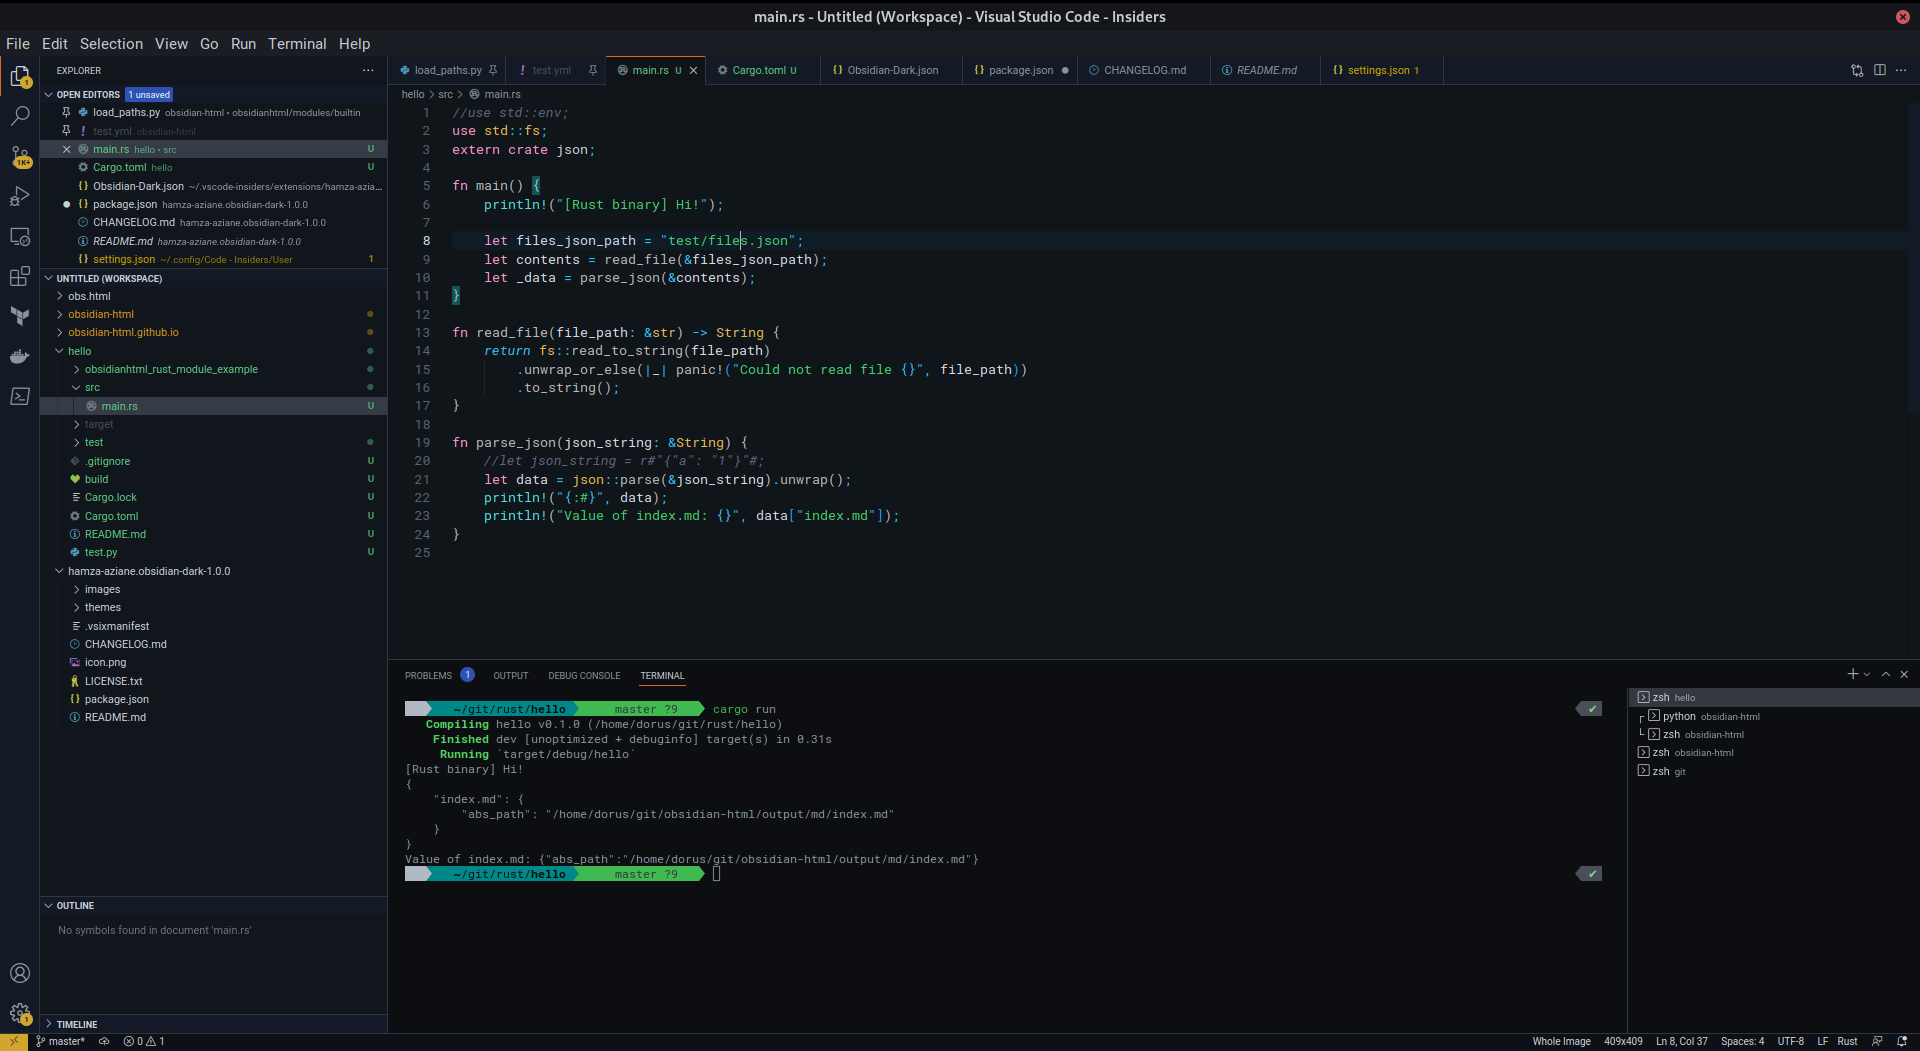 main.rs - Untitled (Workspace) - Visual Studio Code - Insiders
File Edit Selection View Go Run Terminal Help
EXPLORER
OPEN EDITORS 1 unsaved
load_paths.py obsidian-html • obsidianhtml/modules/builtin
! test.yml obsidian-html
main.rs hello • src U
Cargo.toml hello U
{} Obsidian-Dark.json ~/.vscode-insiders/extensions/hamza-azia...
{} package.json hamza-aziane.obsidian-dark-1.0.0
CHANGELOG.md hamza-aziane.obsidian-dark-1.0.0
README.md hamza-aziane.obsidian-dark-1.0.0
{} settings.json ~/.config/Code - Insiders/User 1
UNTITLED (WORKSPACE)
obs.html
obsidian-html
obsidian-html.github.io
hello
obsidianhtml_rust_module_example
src
main.rs U
target
test
.gitignore U
build U
Cargo.lock U
Cargo.toml U
README.md U
test.py U
hamza-aziane.obsidian-dark-1.0.0
images
themes
.vsixmanifest
CHANGELOG.md
icon.png
LICENSE.txt
{} package.json
README.md
OUTLINE
No symbols found in document 'main.rs'
TIMELINE
1
1K+
1
load_paths.py ! test.yml main.rs U Cargo.toml U {} Obsidian-Dark.json {} package.json CHANGELOG.md README.md {} settings.json 1
hello > src > main.rs
1 //use std::env;
2 use std::fs;
3 extern crate json;
4
5 fn main() {
6 println!("[Rust binary] Hi!");
7
8 let files_json_path = "test/files.json";
9 let contents = read_file(&files_json_path);
10 let _data = parse_json(&contents);
11 }
12
13 fn read_file(file_path: &str) -> String {
14 return fs::read_to_string(file_path)
15 .unwrap_or_else(|_| panic!("Could not read file {}", file_path))
16 .to_string();
17 }
18
19 fn parse_json(json_string: &String) {
20 //let json_string = r#"{"a": "1"}"#;
21 let data = json::parse(&json_string).unwrap();
22 println!("{:#}", data);
23 println!("Value of index.md: {}", data["index.md"]);
24 }
25
PROBLEMS 1 OUTPUT DEBUG CONSOLE TERMINAL
~/git/rust/hello master ?9 cargo run ✔
Compiling hello v0.1.0 (/home/dorus/git/rust/hello)
Finished dev [unoptimized + debuginfo] target(s) in 0.31s
Running `target/debug/hello`
[Rust binary] Hi!
{
"index.md": {
"abs_path": "/home/dorus/git/obsidian-html/output/md/index.md"
}
}
Value of index.md: {"abs_path":"/home/dorus/git/obsidian-html/output/md/index.md"}
~/git/rust/hello master ?9 ✔
zsh hello
python obsidian-html
zsh obsidian-html
zsh obsidian-html
zsh git
master* 0 1 Whole Image 409x409 Ln 8, Col 37 Spaces: 4 UTF-8 LF Rust